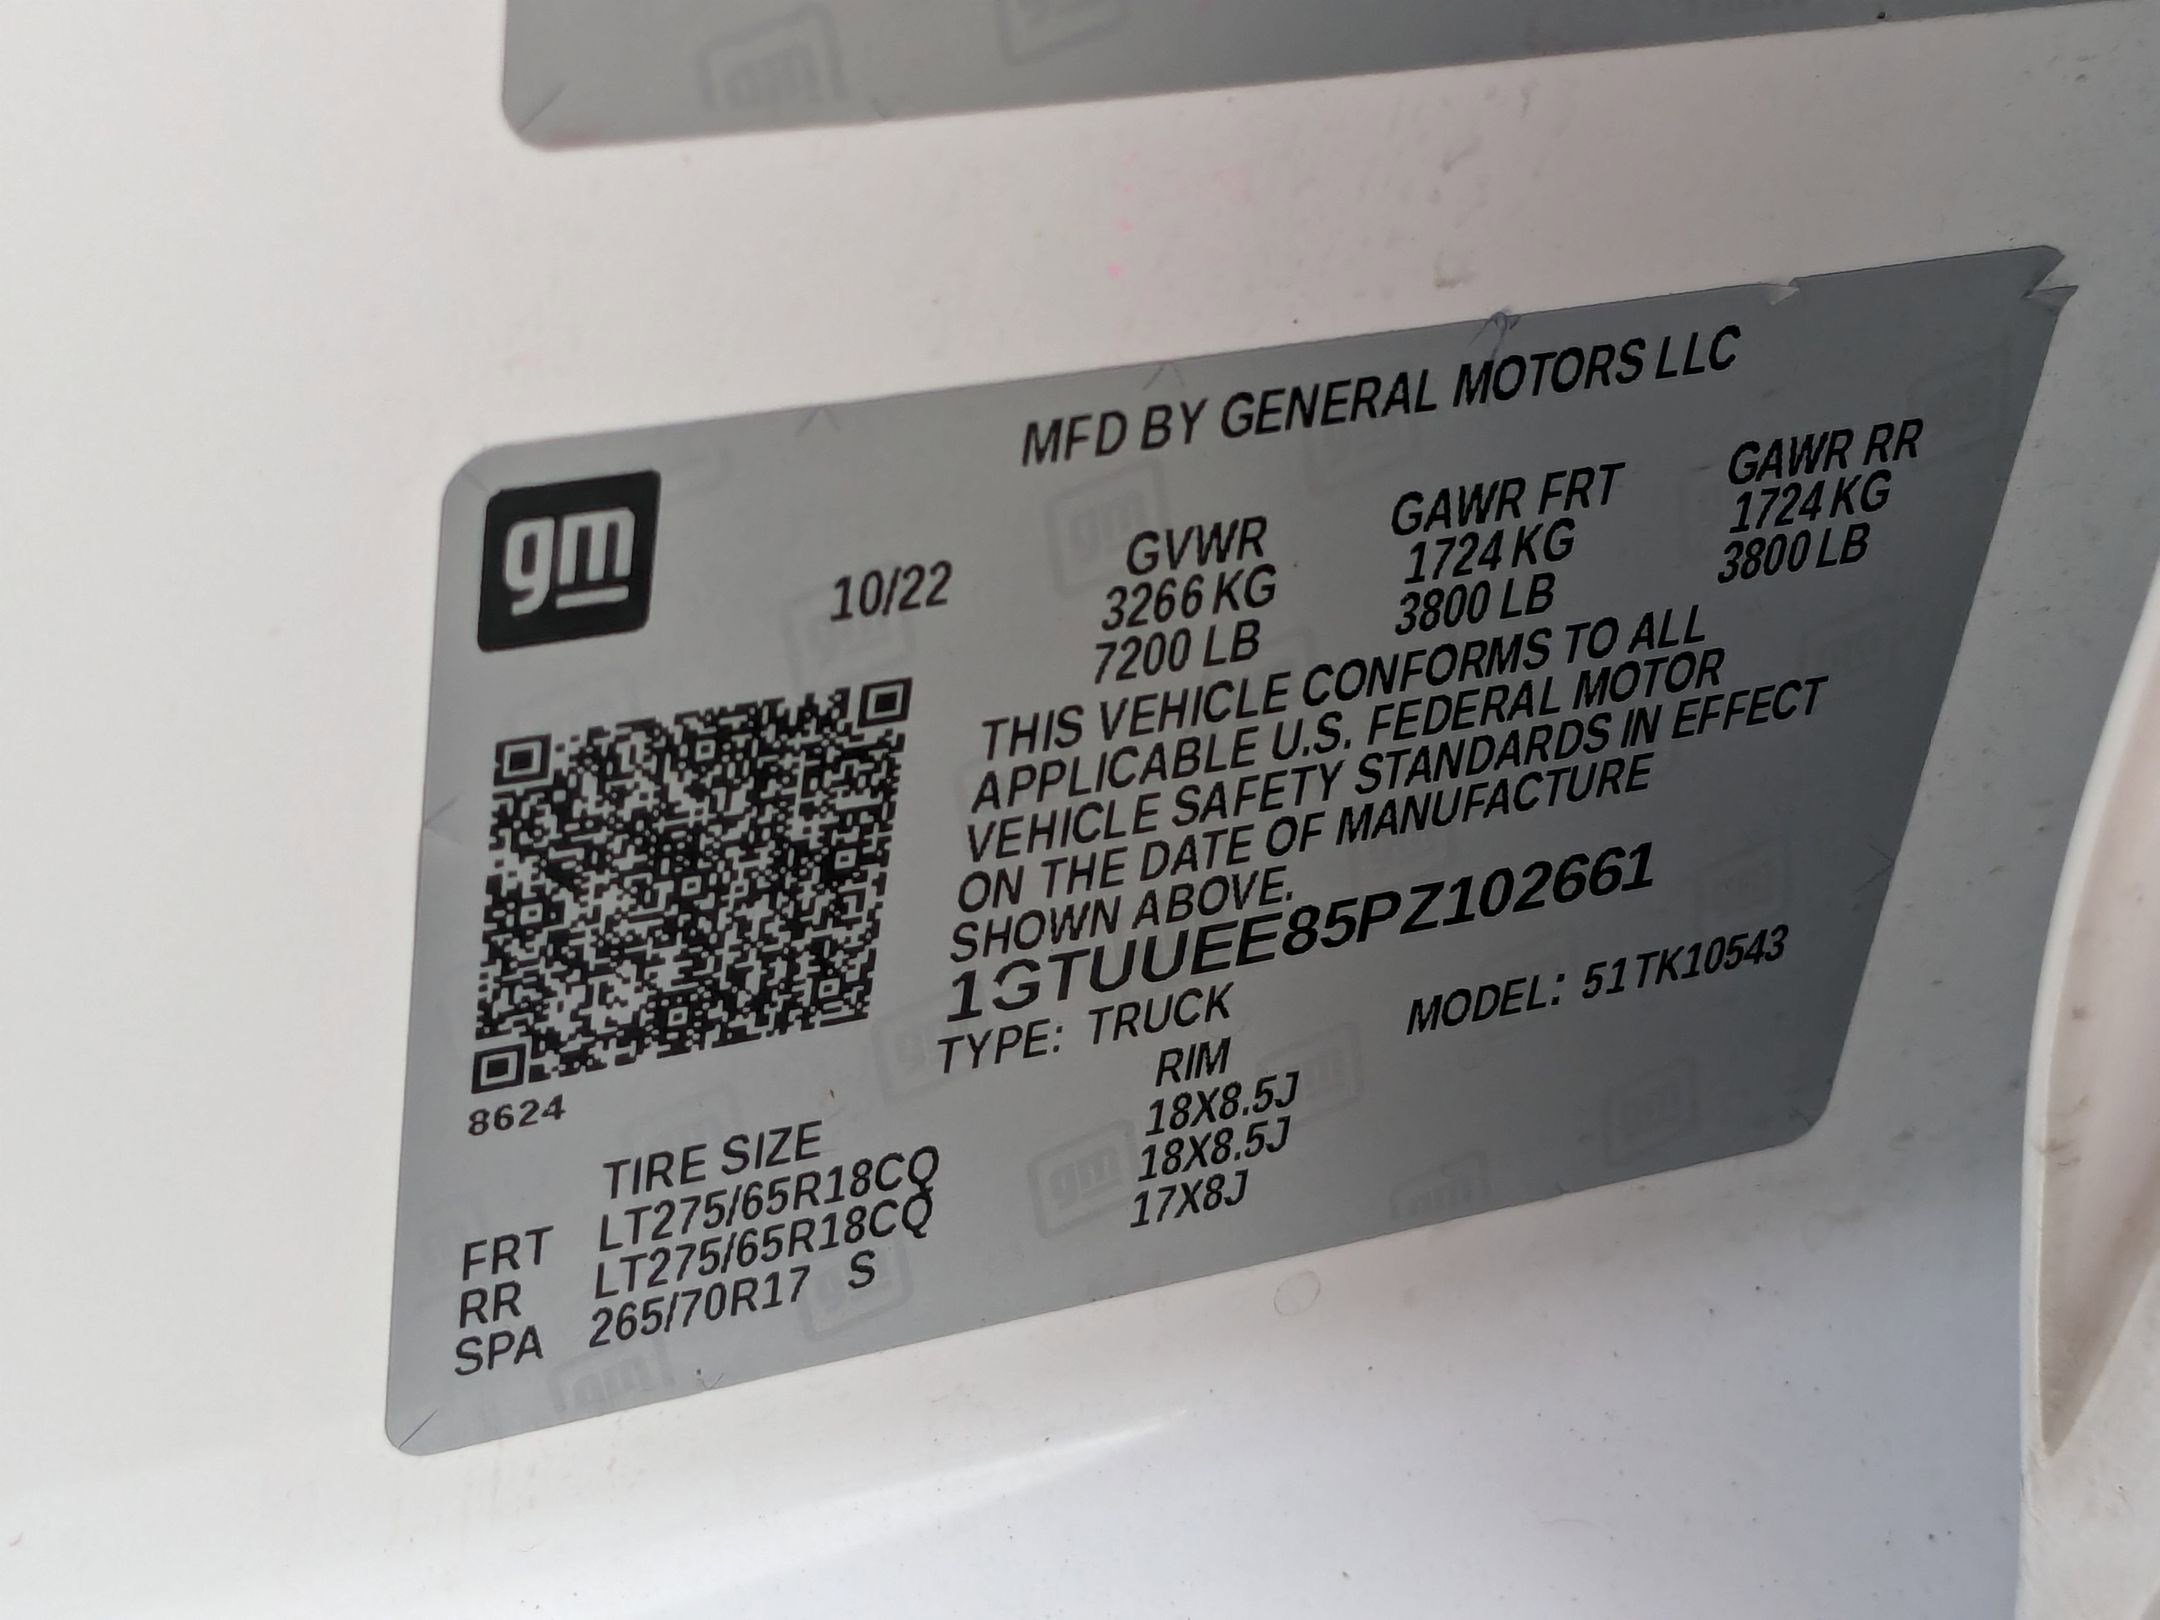 MFD BY GENERAL MOTORS LLC
gm
10/22
GVWR GAWR FRT GAWR RR
3266 KG 1724 KG 1724 KG
7200 LB 3800 LB 3800 LB
THIS VEHICLE CONFORMS TO ALL
APPLICABLE U.S. FEDERAL MOTOR
VEHICLE SAFETY STANDARDS IN EFFECT
ON THE DATE OF MANUFACTURE
SHOWN ABOVE.
1GTUUEE85PZ102661
TYPE: TRUCK MODEL: 51TK10543
8624
TIRE SIZE RIM
FRT LT275/65R18CQ 18X8.5J
RR LT275/65R18CQ 18X8.5J
SPA 265/70R17 S 17X8J